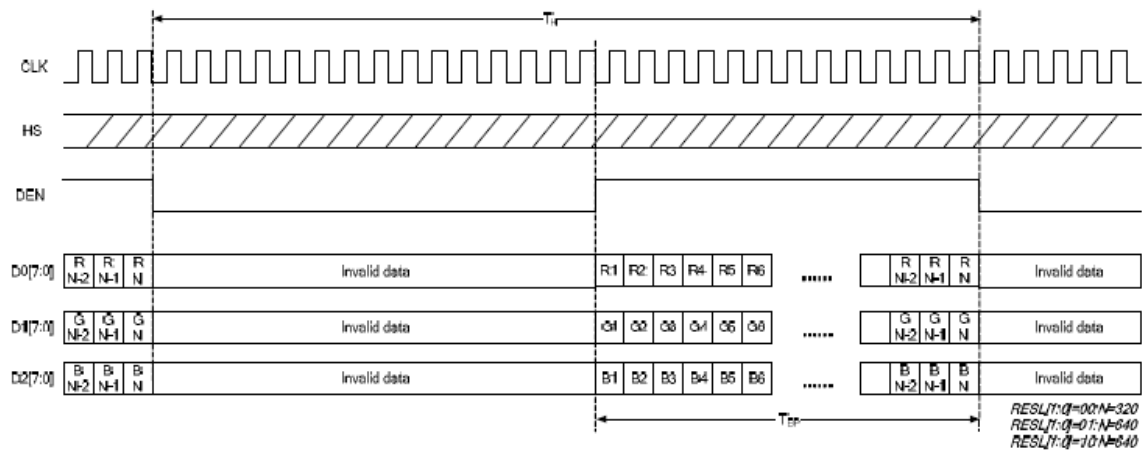 TH
CLK
HS
DEN
D0[7:0] R N-2 R N-1 R N Invalid data R1 R2 R3 R4 R5 R6 ...... R N-2 R N-1 R N Invalid data
D1[7:0] G N-2 G N-1 G N Invalid data G1 G2 G3 G4 G5 G6 ...... G N-2 G N-1 G N Invalid data
D2[7:0] B N-2 B N-1 B N Invalid data B1 B2 B3 B4 B5 B6 ...... B N-2 B N-1 B N Invalid data
TEP
RESL[1:0]=00:N=320
RESL[1:0]=01:N=640
RESL[1:0]=10:N=640